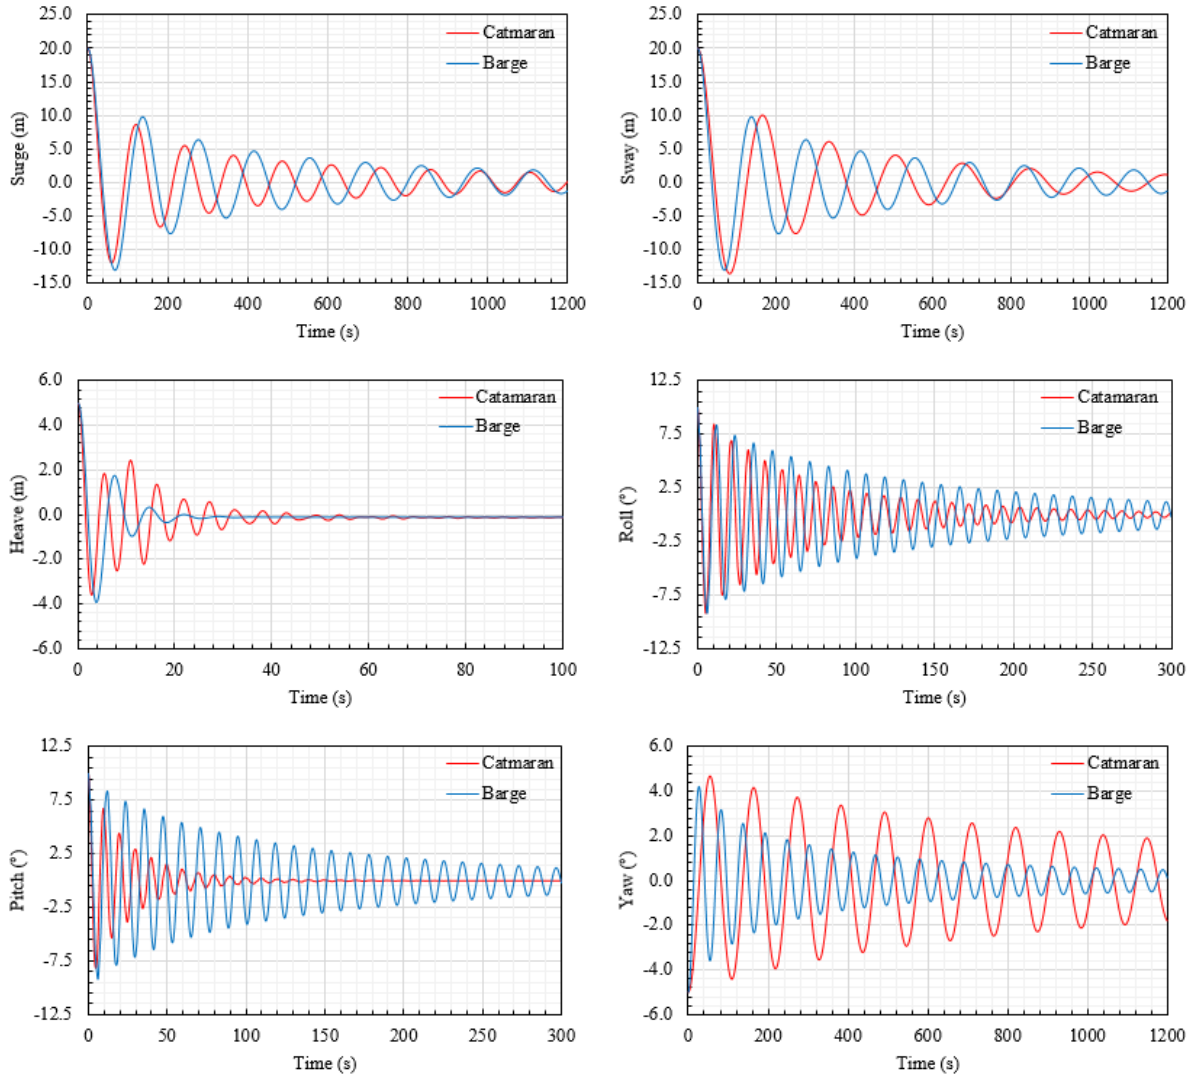 25.0
20.0
15.0
10.0
5.0
0.0
-5.0
-10.0
-15.0
Surge (m)
Catmaran
Barge
0 200 400 600 800 1000 1200
Time (s)
25.0
20.0
15.0
10.0
5.0
0.0
-5.0
-10.0
-15.0
Sway (m)
Catmaran
Barge
0 200 400 600 800 1000 1200
Time (s)
6.0
4.0
2.0
0.0
-2.0
-4.0
-6.0
Heave (m)
Catamaran
Barge
0 20 40 60 80 100
Time (s)
12.5
7.5
2.5
-2.5
-7.5
-12.5
Roll (°)
Catamaran
Barge
0 50 100 150 200 250 300
Time (s)
12.5
7.5
2.5
-2.5
-7.5
-12.5
Pitch (°)
Catmaran
Barge
0 50 100 150 200 250 300
Time (s)
6.0
4.0
2.0
0.0
-2.0
-4.0
-6.0
Yaw (°)
Catmaran
Barge
0 200 400 600 800 1000 1200
Time (s)